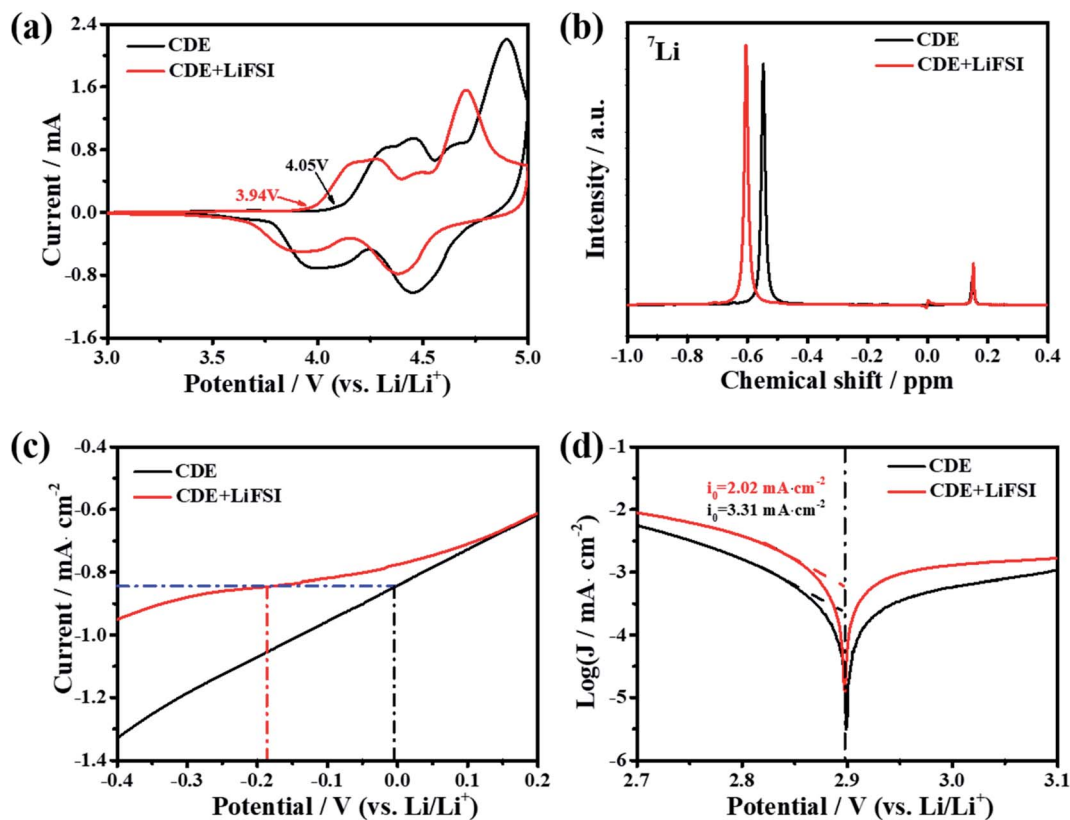 (a)
CDE
CDE+LiFSI
4.05V
3.94V
2.4
1.6
0.8
0.0
-0.8
-1.6
Current / mA
3.0 3.5 4.0 4.5 5.0
Potential / V (vs. Li/Li⁺)
(b)
⁷Li
CDE
CDE+LiFSI
Intensity / a.u.
-1.0 -0.8 -0.6 -0.4 -0.2 0.0 0.2 0.4
Chemical shift / ppm
(c)
CDE
CDE+LiFSI
-0.4
-0.6
-0.8
-1.0
-1.2
-1.4
Current / mA· cm⁻²
-0.4 -0.3 -0.2 -0.1 0.0 0.1 0.2
Potential / V (vs. Li/Li⁺)
(d)
i₀=2.02 mA·cm⁻²
i₀=3.31 mA·cm⁻²
CDE
CDE+LiFSI
-1
-2
-3
-4
-5
-6
Log(J / mA· cm⁻²)
2.7 2.8 2.9 3.0 3.1
Potential / V (vs. Li/Li⁺)